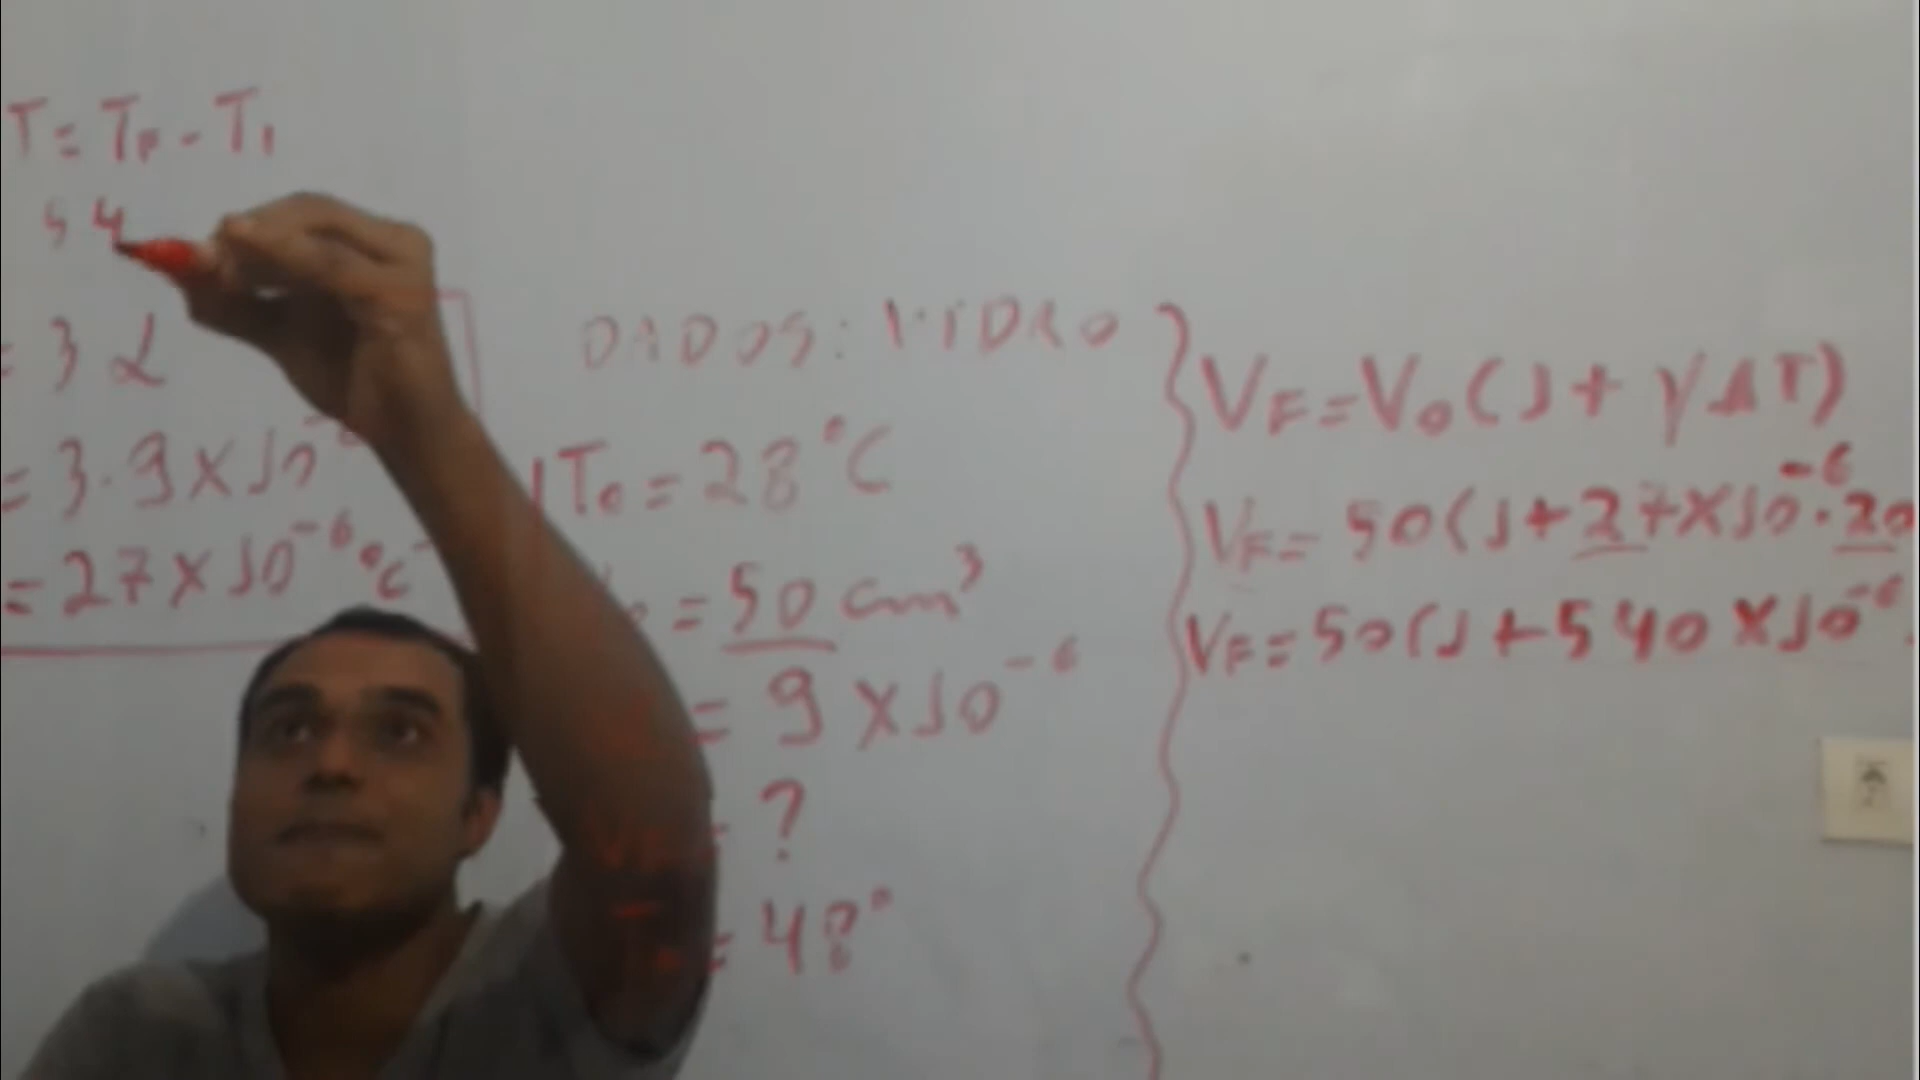 T = TF - TI
54
= 3 α
= 3 · 9 x 10
= 27 x 10⁻⁶ °C⁻
DADOS: VIDRO
T₀ = 28 °C
= 50 cm³
= 9 x 10⁻⁶
= ?
= 48°
VF = V₀ (1 + γΔT)
VF = 50 (1 + 27 x 10⁻⁶ · 20
VF = 50 (1 + 540 x 10⁻⁶